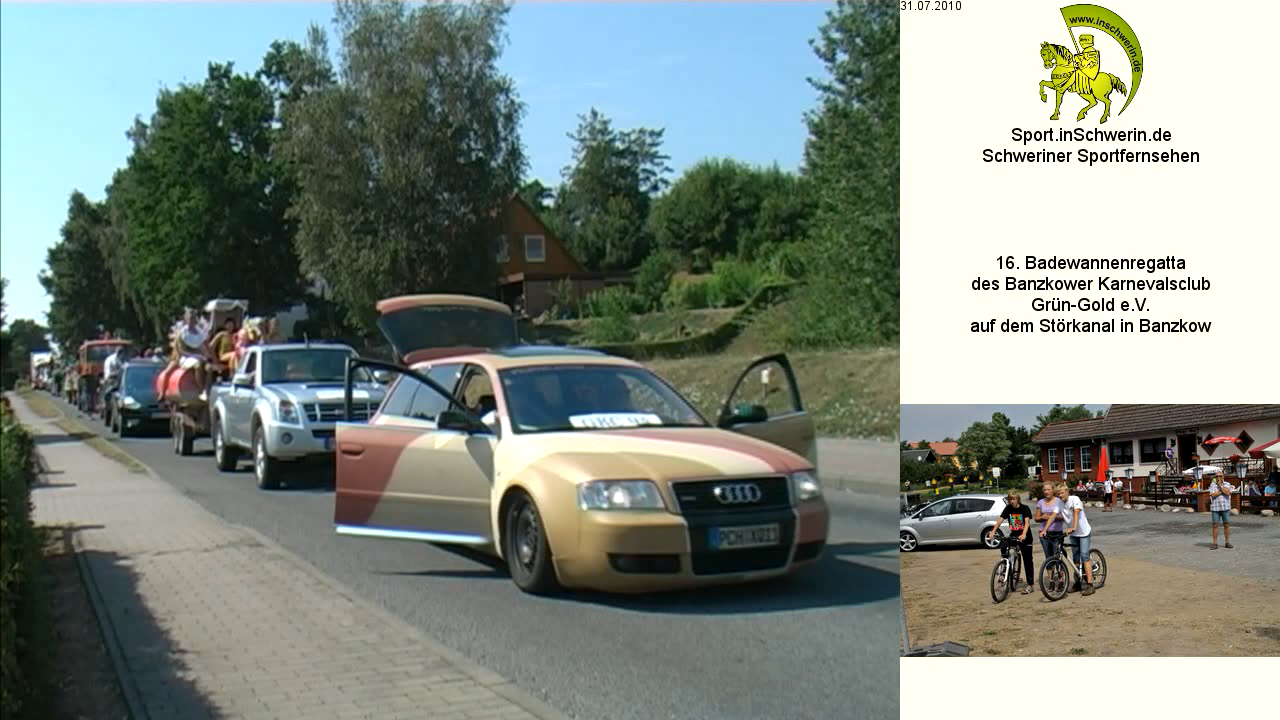 31.07.2010
www.inschwerin.de
Sport.inSchwerin.de
Schweriner Sportfernsehen
16. Badewannenregatta
des Banzkower Karnevalsclub
Grün-Gold e.V.
auf dem Störkanal in Banzkow